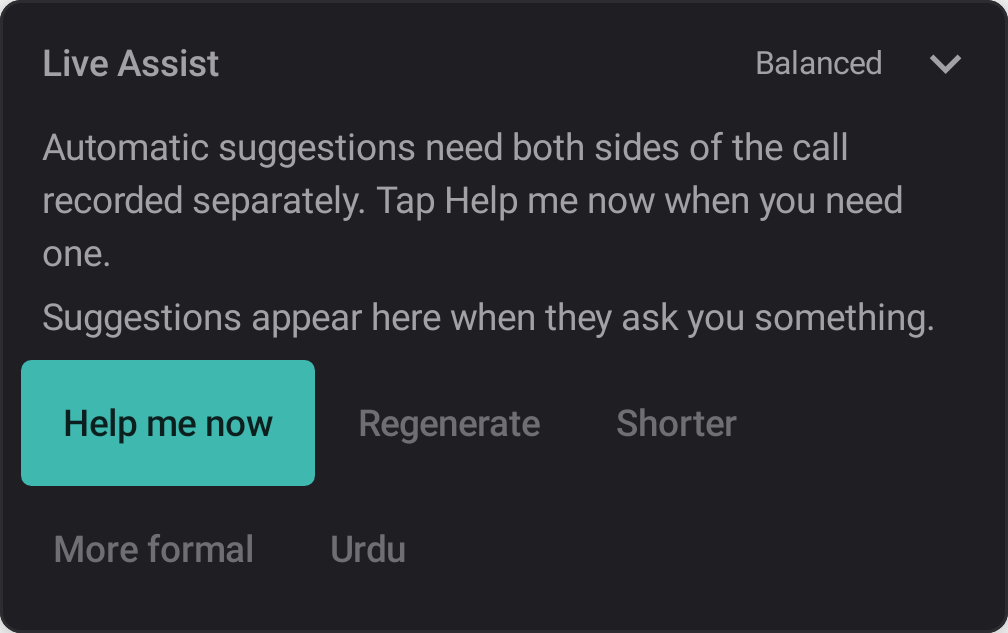 Live Assist
Balanced
Automatic suggestions need both sides of the call
recorded separately. Tap Help me now when you need
one.
Suggestions appear here when they ask you something.
Help me now
Regenerate
Shorter
More formal
Urdu